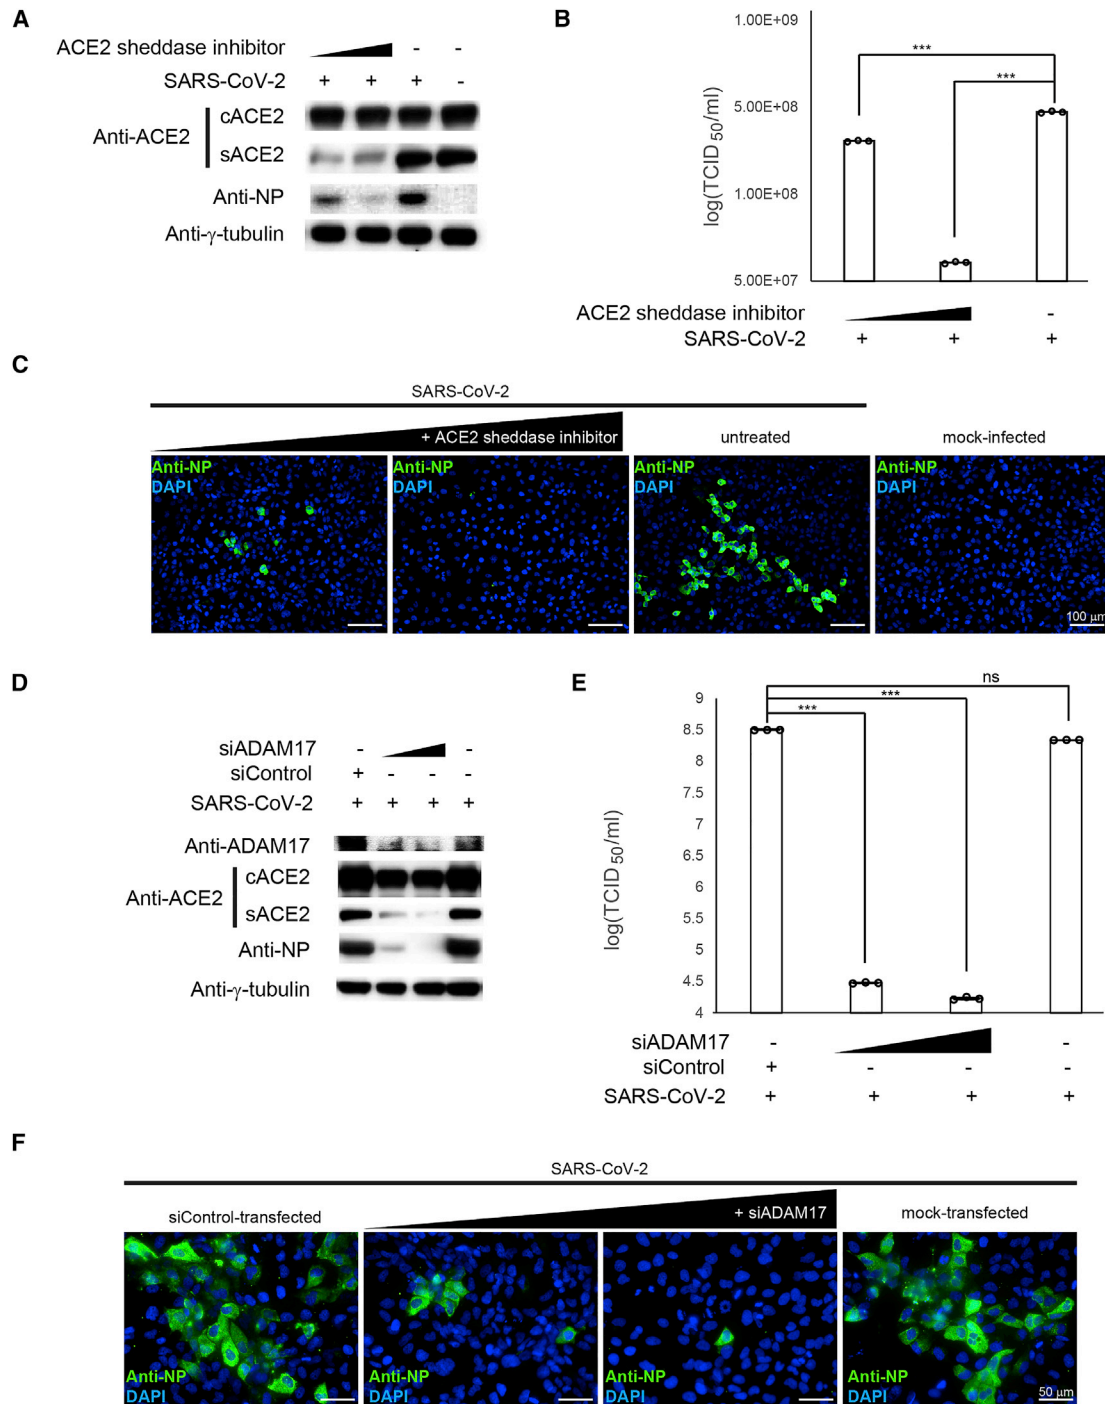 A
ACE2 sheddase inhibitor - -
SARS-CoV-2 + + + -
Anti-ACE2
cACE2
sACE2
Anti-NP
Anti-γ-tubulin
B
log(TCID50/ml)
1.00E+09
5.00E+08
1.00E+08
5.00E+07
***
***
ACE2 sheddase inhibitor -
SARS-CoV-2 + + +
C
SARS-CoV-2
+ ACE2 sheddase inhibitor untreated mock-infected
Anti-NP Anti-NP Anti-NP Anti-NP
DAPI DAPI DAPI DAPI
100 μm
D
siADAM17 - -
siControl + - - -
SARS-CoV-2 + + + +
Anti-ADAM17
Anti-ACE2
cACE2
sACE2
Anti-NP
Anti-γ-tubulin
E
log(TCID50/ml)
9
8.5
8
7.5
7
6.5
6
5.5
5
4.5
4
ns
***
***
siADAM17 - -
siControl + - - -
SARS-CoV-2 + + + +
F
SARS-CoV-2
siControl-transfected + siADAM17 mock-transfected
Anti-NP Anti-NP Anti-NP Anti-NP
DAPI DAPI DAPI DAPI
50 μm